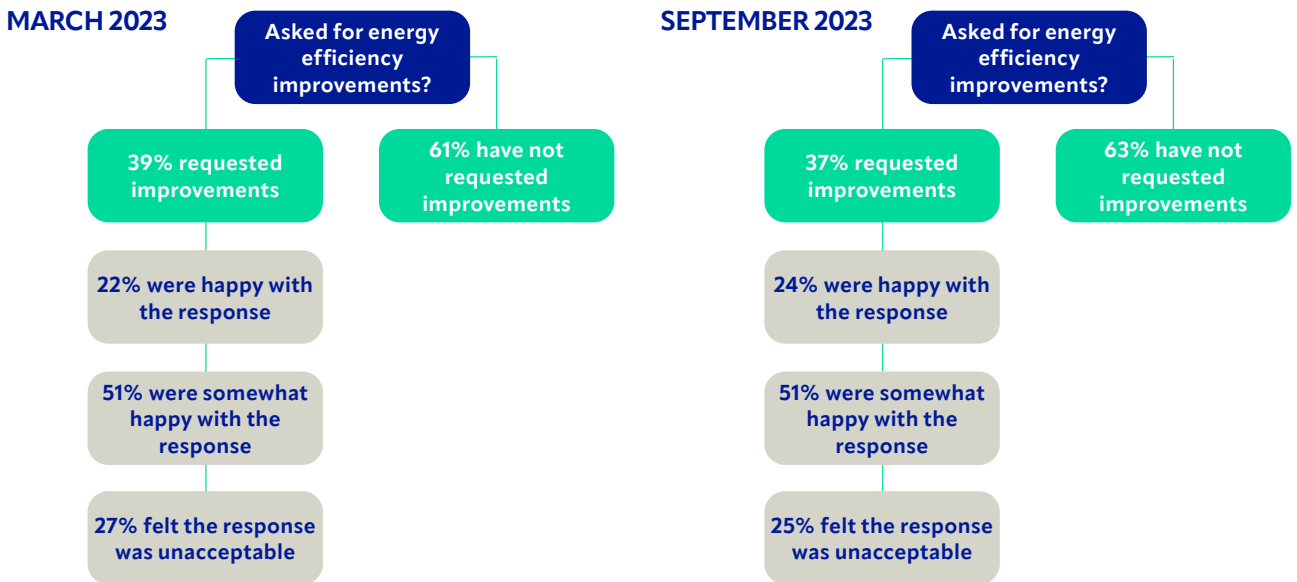 MARCH 2023
Asked for energy
efficiency
improvements?
39% requested
improvements
61% have not
requested
improvements
22% were happy with
the response
51% were somewhat
happy with the
response
27% felt the response
was unacceptable
SEPTEMBER 2023
Asked for energy
efficiency
improvements?
37% requested
improvements
63% have not
requested
improvements
24% were happy with
the response
51% were somewhat
happy with the
response
25% felt the response
was unacceptable